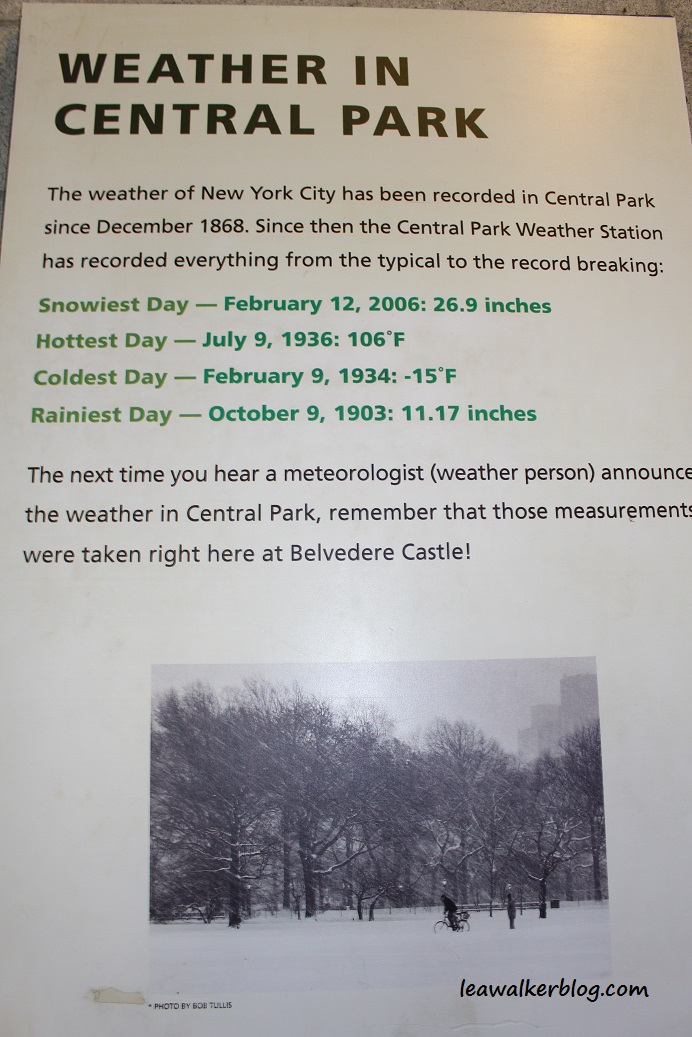 WEATHER IN
CENTRAL PARK
The weather of New York City has been recorded in Central Park
since December 1868. Since then the Central Park Weather Station
has recorded everything from the typical to the record breaking:
Snowiest Day — February 12, 2006: 26.9 inches
Hottest Day — July 9, 1936: 106°F
Coldest Day — February 9, 1934: -15°F
Rainiest Day — October 9, 1903: 11.17 inches
The next time you hear a meteorologist (weather person) announce
the weather in Central Park, remember that those measurements
were taken right here at Belvedere Castle!
leawalkerblog.com
* PHOTO BY BOB TULLIS